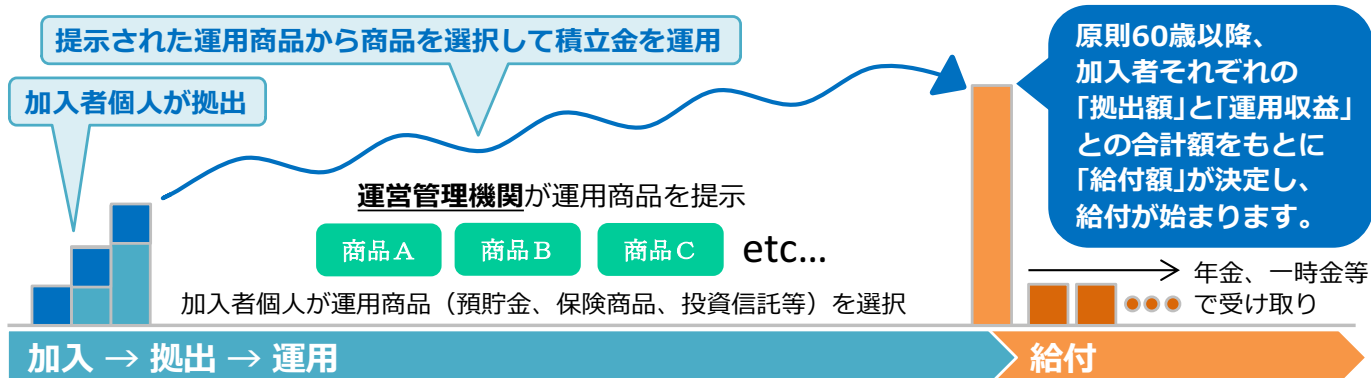 提示された運用商品から商品を選択して積立金を運用
加入者個人が拠出
原則60歳以降、
加入者それぞれの
「拠出額」と「運用収益」
との合計額をもとに
「給付額」が決定し、
給付が始まります。
運営管理機関が運用商品を提示
商品A 商品B 商品C etc...
加入者個人が運用商品（預貯金、保険商品、投資信託等）を選択
年金、一時金等
で受け取り
加入 → 拠出 → 運用
給付